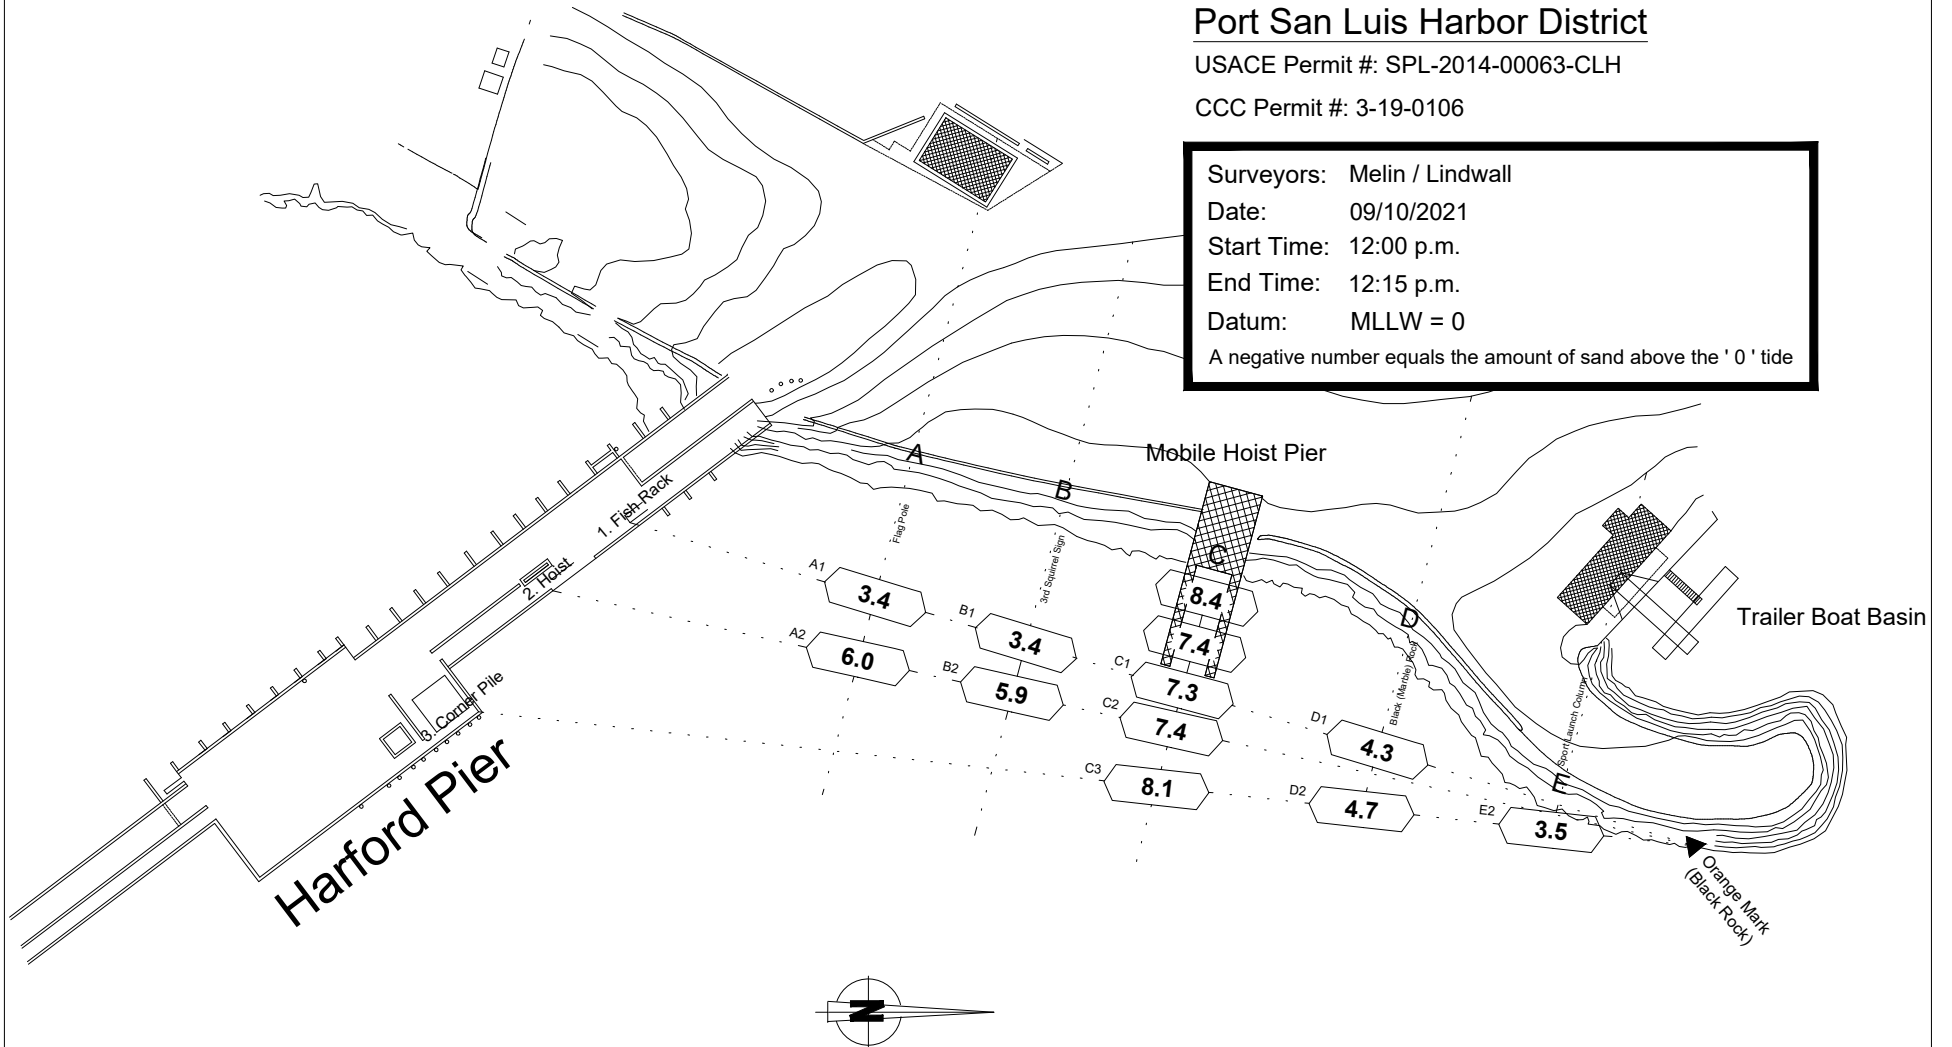 Port San Luis Harbor District
USACE Permit #: SPL-2014-00063-CLH
CCC Permit #: 3-19-0106
Surveyors: Melin / Lindwall
Date: 09/10/2021
Start Time: 12:00 p.m.
End Time: 12:15 p.m.
Datum: MLLW = 0
A negative number equals the amount of sand above the ' 0 ' tide
Mobile Hoist Pier
Trailer Boat Basin
A
B
C
D
E
Flag Pole
3rd Squirrel Sign
Black (Marble) Rock
Sport Launch Column
1. Fish Rack
2. Hoist
3. Corner Pile
Harford Pier
A1
3.4
A2
6.0
B1
3.4
B2
5.9
8.4
7.4
C1
7.3
C2
7.4
C3
8.1
D1
4.3
D2
4.7
E2
3.5
Orange Mark
(Black Rock)
N